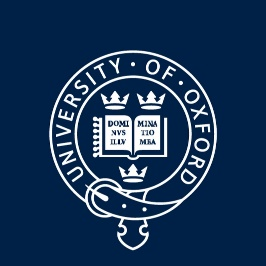 UNIVERSITY · OF · OXFORD
DOMI MINA
NVS TIO
ILLV MEA